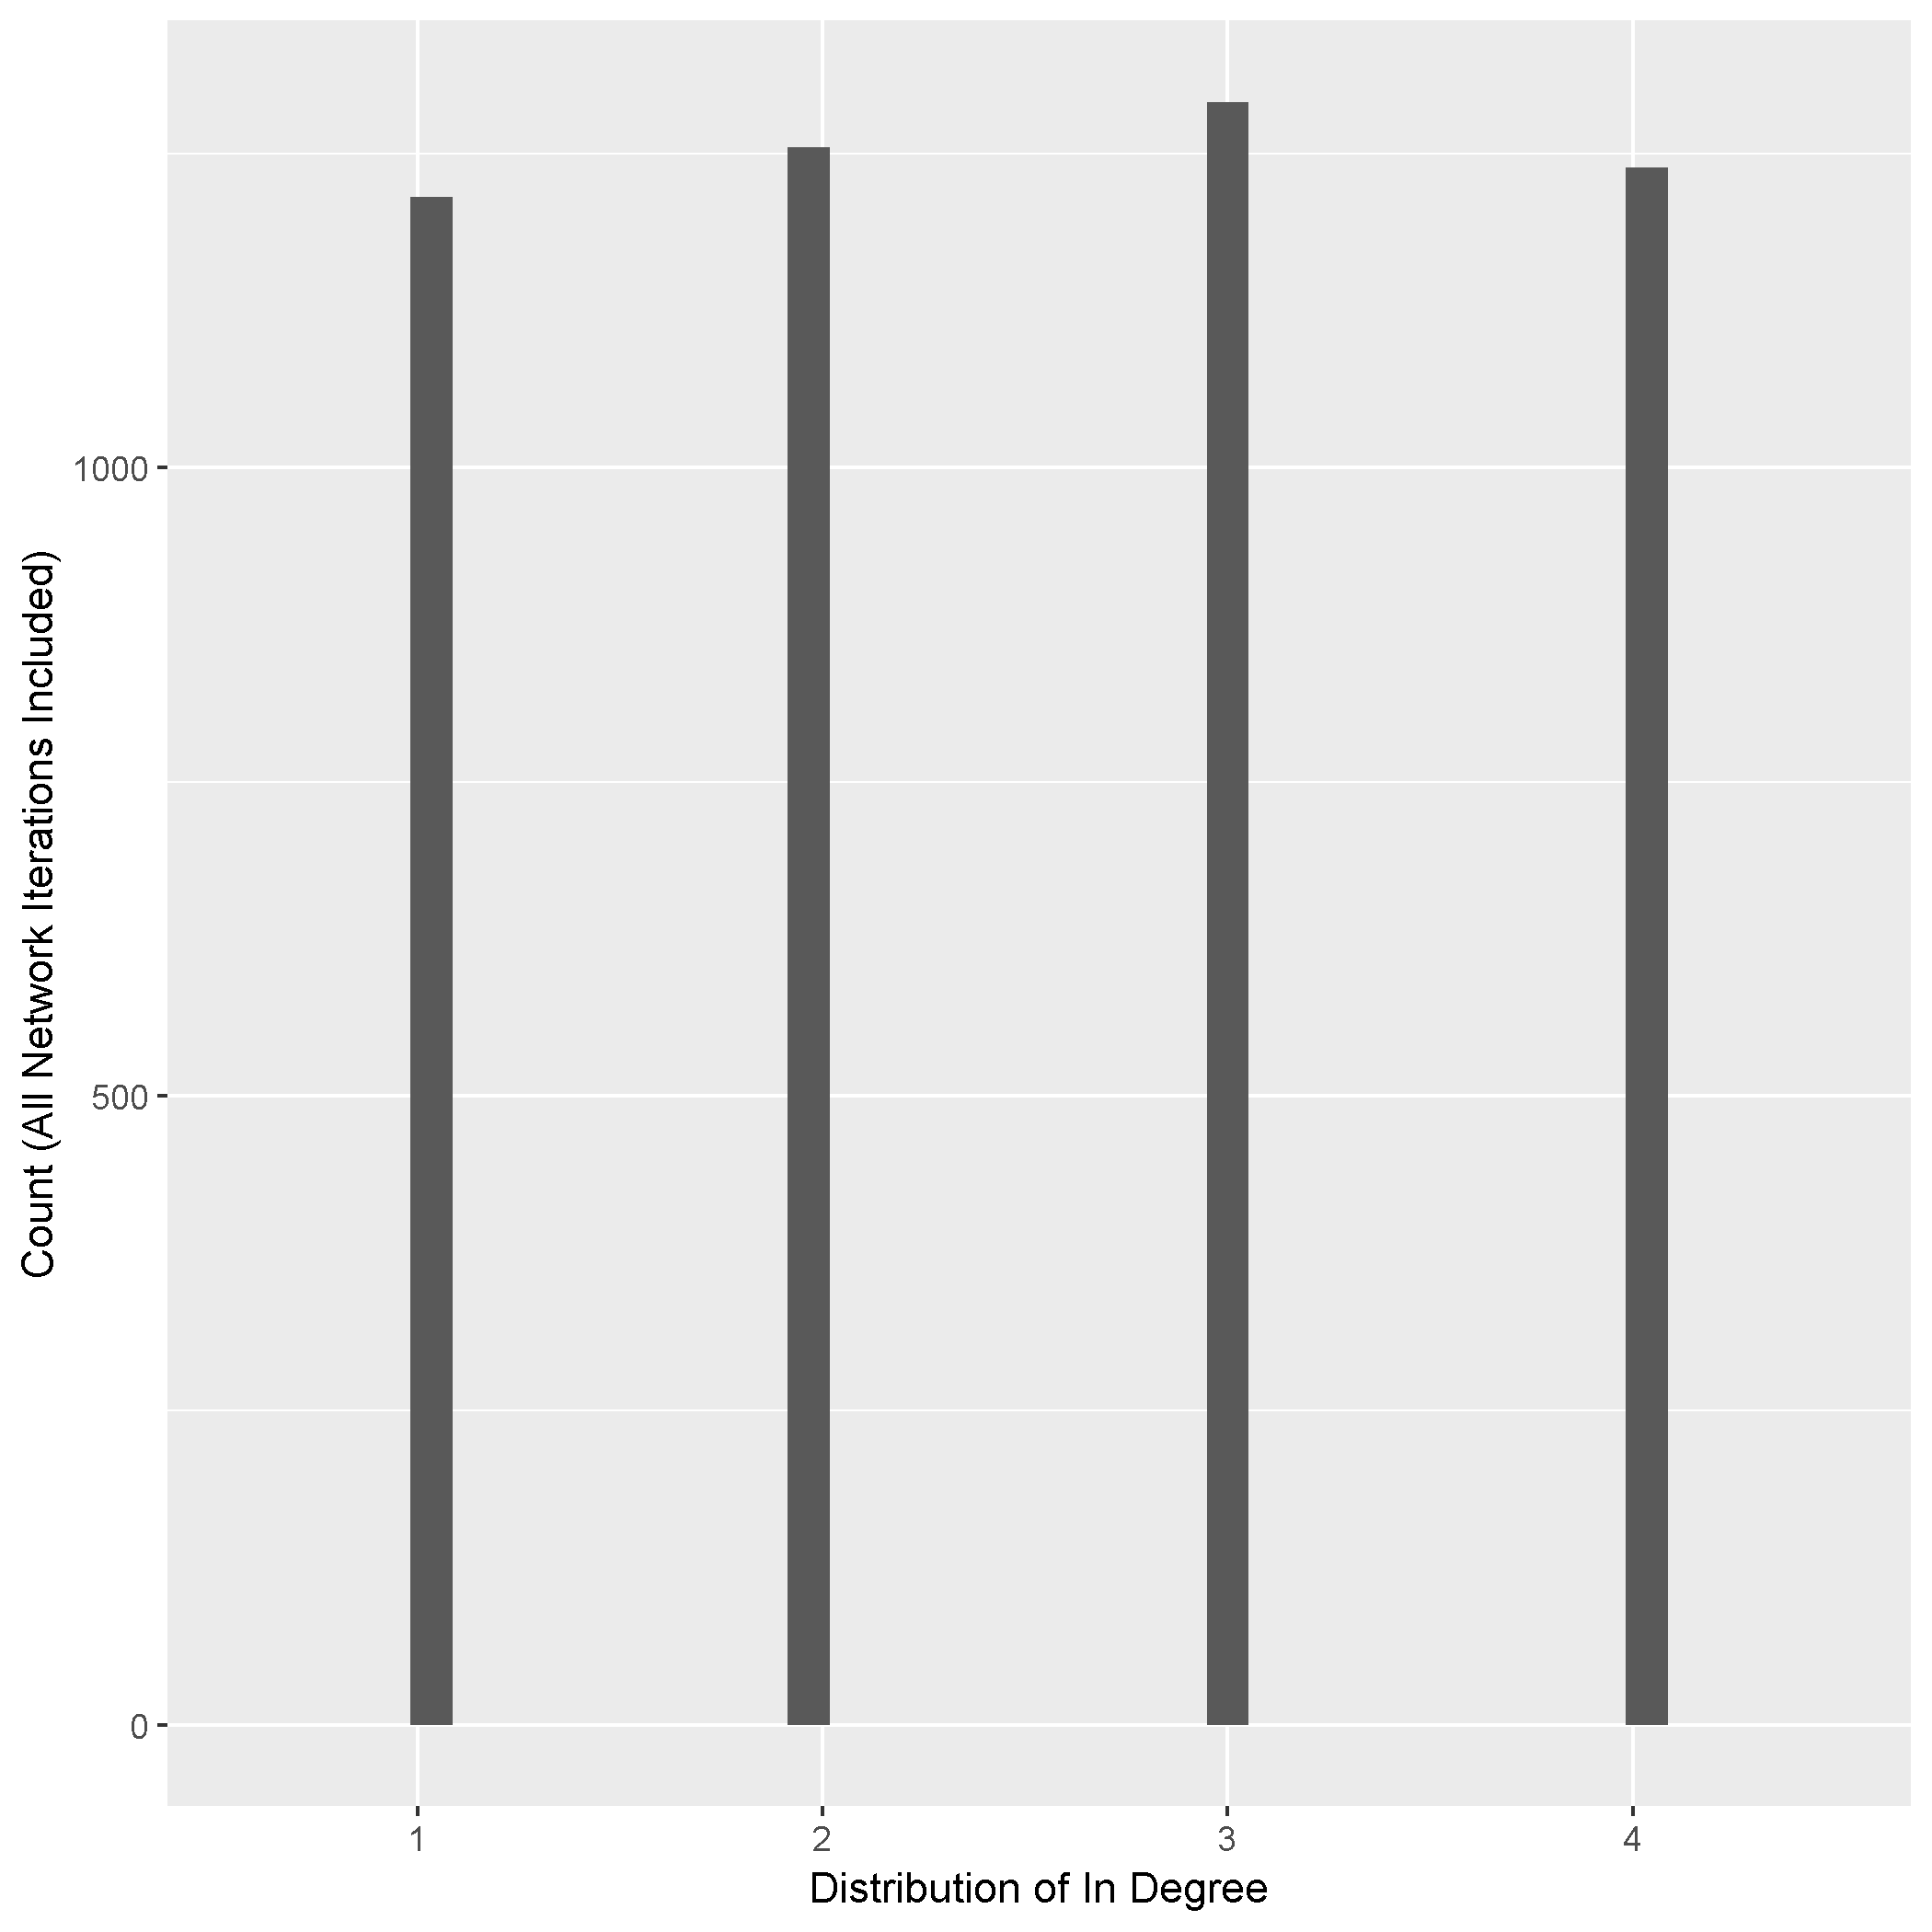 Count (All Network Iterations Included)
1000
500
0
1 2 3 4
Distribution of In Degree